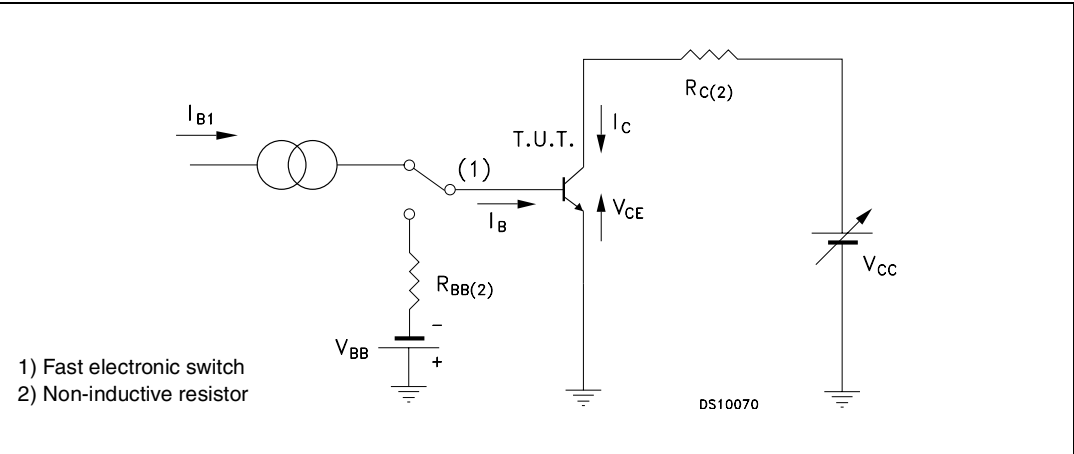 I_B1
R_C(2)
I_C
T.U.T.
(1)
I_B
V_CE
V_CC
R_BB(2)
−
V_BB
+
1) Fast electronic switch
2) Non-inductive resistor
DS10070